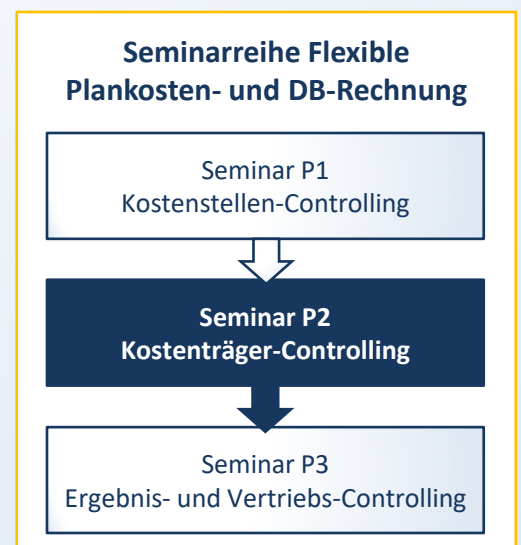 Seminarreihe Flexible
Plankosten- und DB-Rechnung
Seminar P1
Kostenstellen-Controlling
Seminar P2
Kostenträger-Controlling
Seminar P3
Ergebnis- und Vertriebs-Controlling